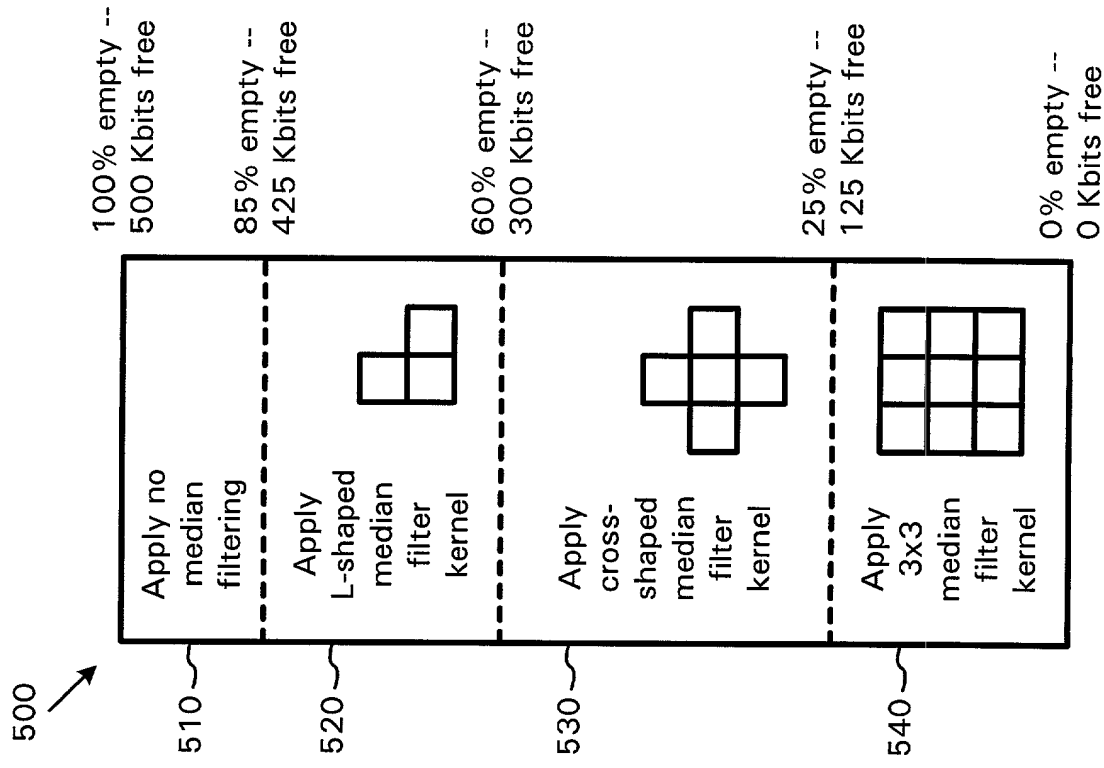 500
100% empty --
500 Kbits free
510
Apply no
median
filtering
85% empty --
425 Kbits free
520
Apply
L-shaped
median
filter
kernel
60% empty --
300 Kbits free
530
Apply
cross-
shaped
median
filter
kernel
25% empty --
125 Kbits free
540
Apply
3x3
median
filter
kernel
0% empty --
0 Kbits free